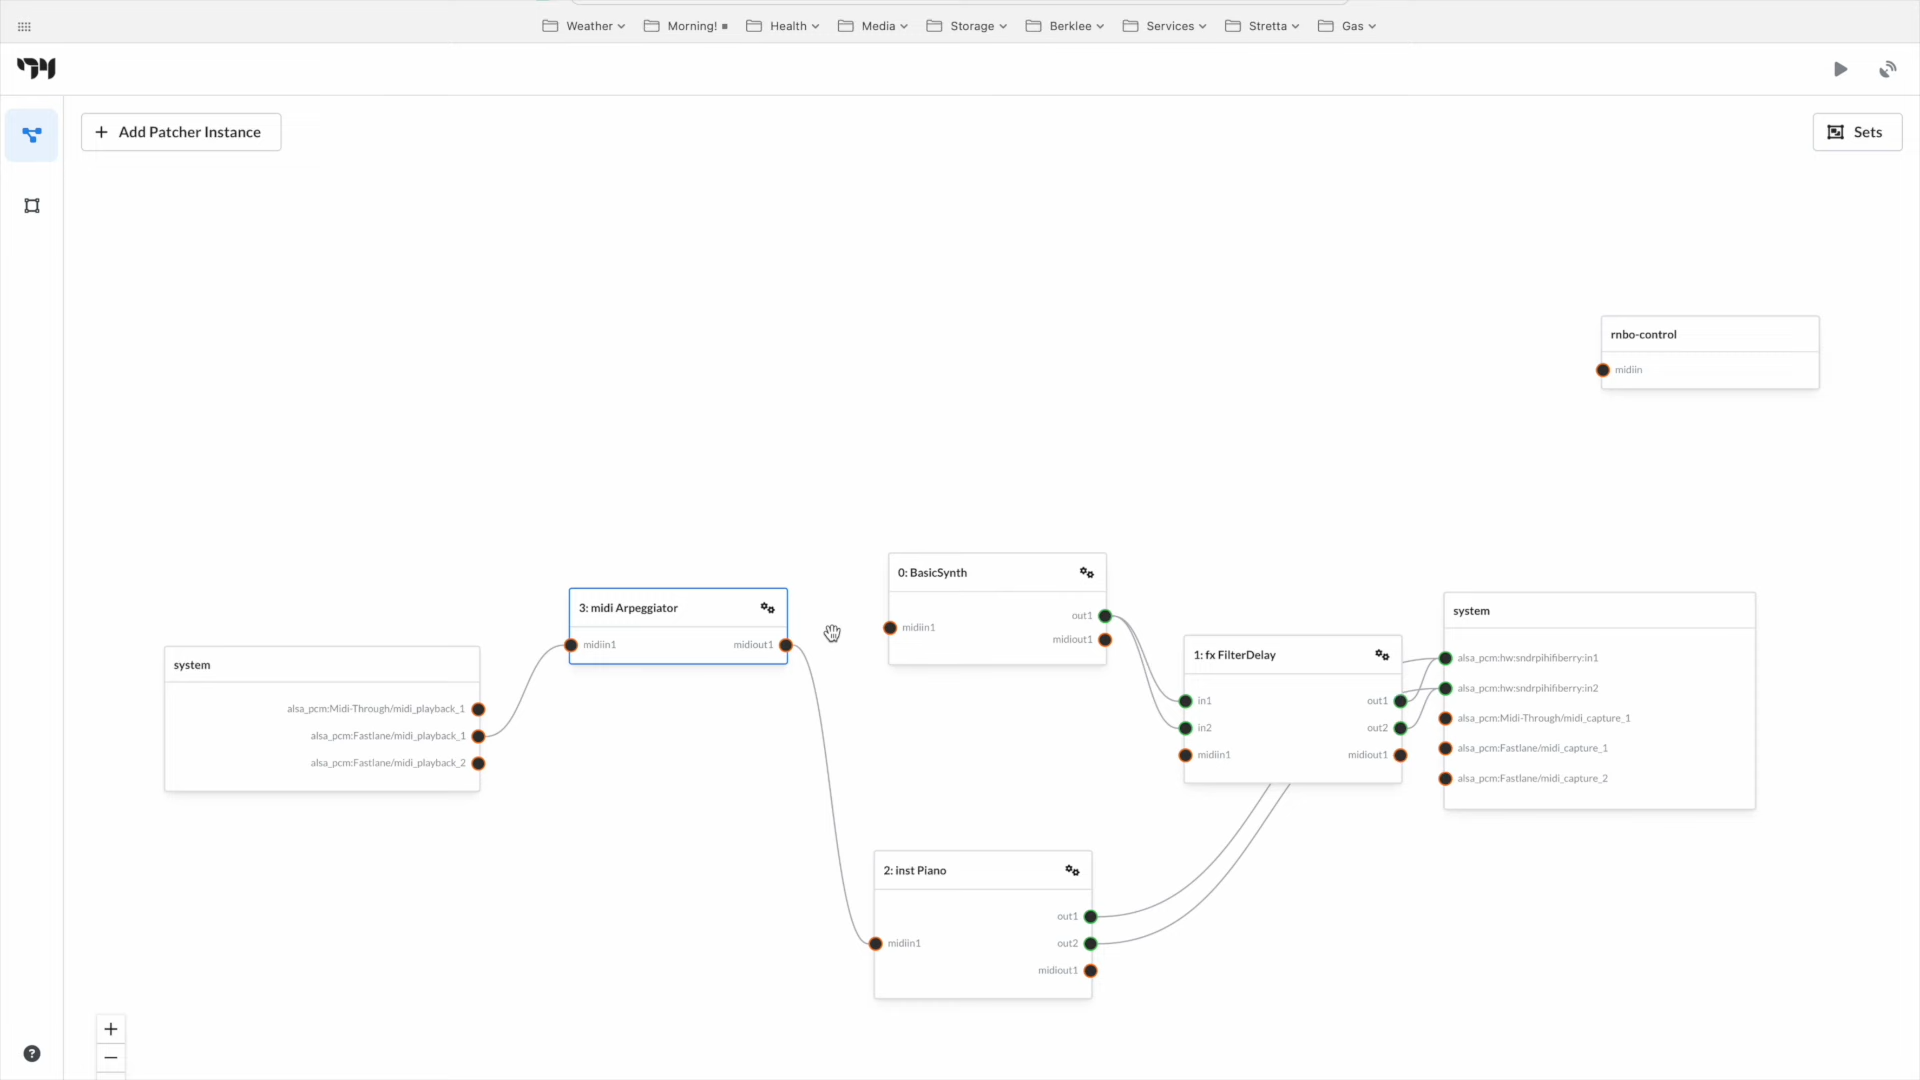 Weather
Morning!
Health
Media
Storage
Berklee
Services
Stretta
Gas
+ Add Patcher Instance
Sets
rnbo-control
midiin
0: BasicSynth
midiin1
out1
midiout1
3: midi Arpeggiator
midiin1
midiout1
system
alsa_pcm:Midi-Through/midi_playback_1
alsa_pcm:Fastlane/midi_playback_1
alsa_pcm:Fastlane/midi_playback_2
1: fx FilterDelay
in1
in2
midiin1
out1
out2
midiout1
system
alsa_pcm:hw:sndrpihifiberry:in1
alsa_pcm:hw:sndrpihifiberry:in2
alsa_pcm:Midi-Through/midi_capture_1
alsa_pcm:Fastlane/midi_capture_1
alsa_pcm:Fastlane/midi_capture_2
2: inst Piano
midiin1
out1
out2
midiout1
+
−
?